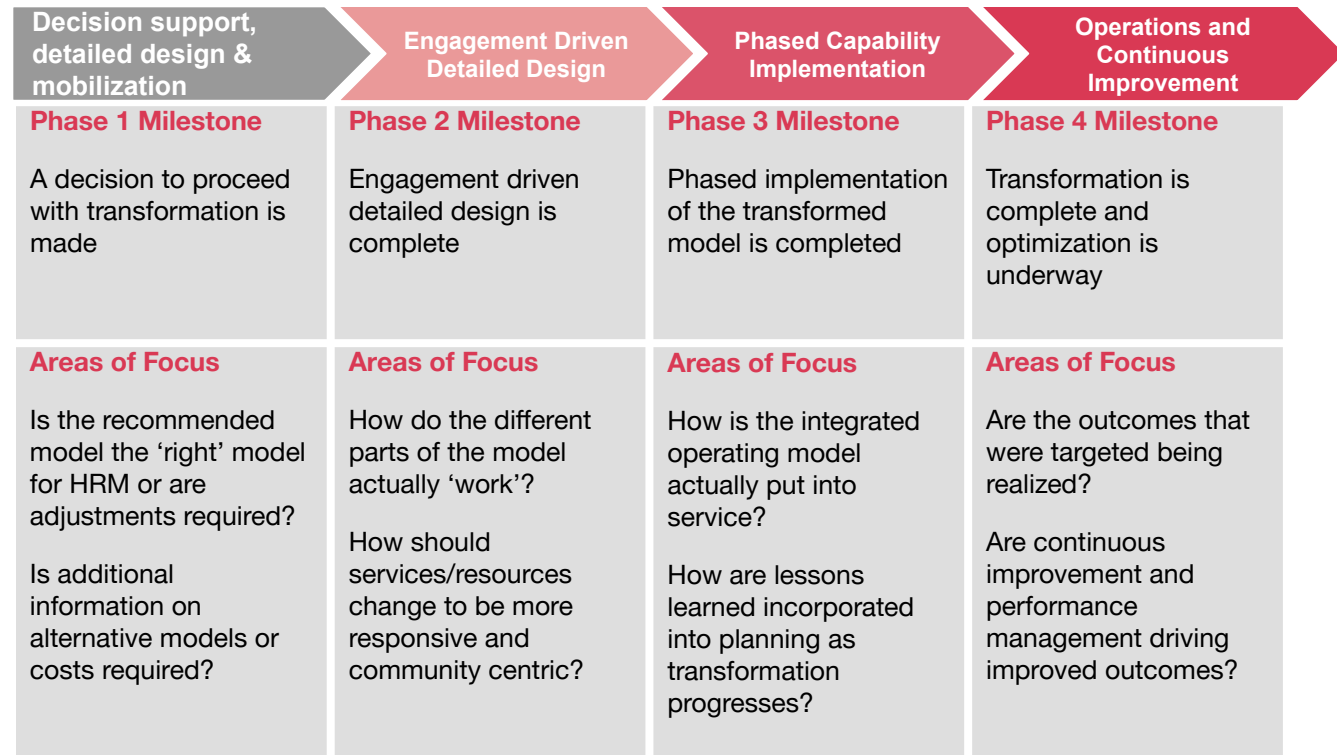 Decision support,
detailed design &
mobilization
Engagement Driven
Detailed Design
Phased Capability
Implementation
Operations and
Continuous
Improvement
Phase 1 Milestone
A decision to proceed
with transformation is
made
Phase 2 Milestone
Engagement driven
detailed design is
complete
Phase 3 Milestone
Phased implementation
of the transformed
model is completed
Phase 4 Milestone
Transformation is
complete and
optimization is
underway
Areas of Focus
Is the recommended
model the ‘right’ model
for HRM or are
adjustments required?
Is additional
information on
alternative models or
costs required?
Areas of Focus
How do the different
parts of the model
actually ‘work’?
How should
services/resources
change to be more
responsive and
community centric?
Areas of Focus
How is the integrated
operating model
actually put into
service?
How are lessons
learned incorporated
into planning as
transformation
progresses?
Areas of Focus
Are the outcomes that
were targeted being
realized?
Are continuous
improvement and
performance
management driving
improved outcomes?